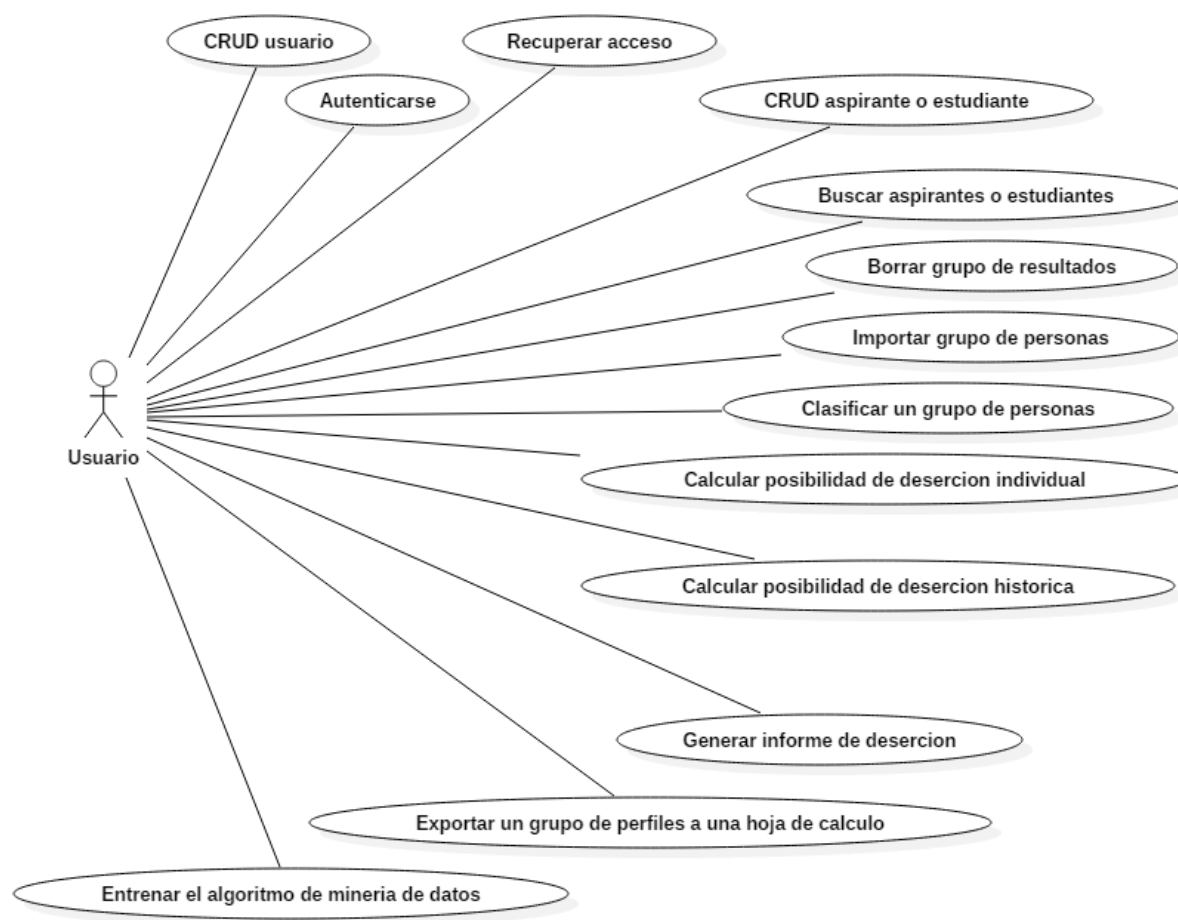 CRUD usuario
Recuperar acceso
Autenticarse
CRUD aspirante o estudiante
Buscar aspirantes o estudiantes
Borrar grupo de resultados
Importar grupo de personas
Clasificar un grupo de personas
Usuario
Calcular posibilidad de desercion individual
Calcular posibilidad de desercion historica
Generar informe de desercion
Exportar un grupo de perfiles a una hoja de calculo
Entrenar el algoritmo de mineria de datos